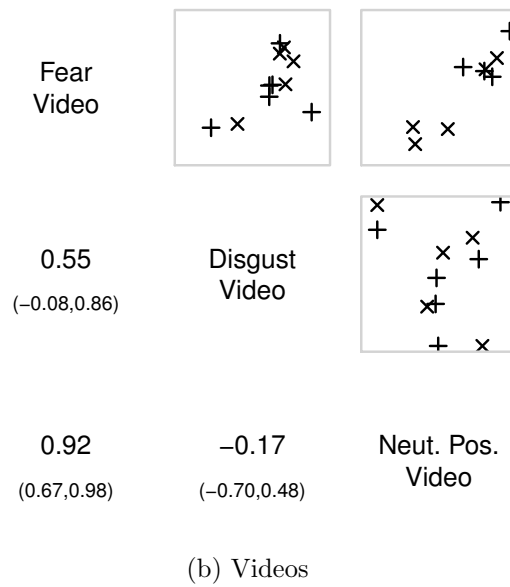 Fear
Video
0.55
(−0.08,0.86)
Disgust
Video
0.92
(0.67,0.98)
−0.17
(−0.70,0.48)
Neut. Pos.
Video
(b) Videos